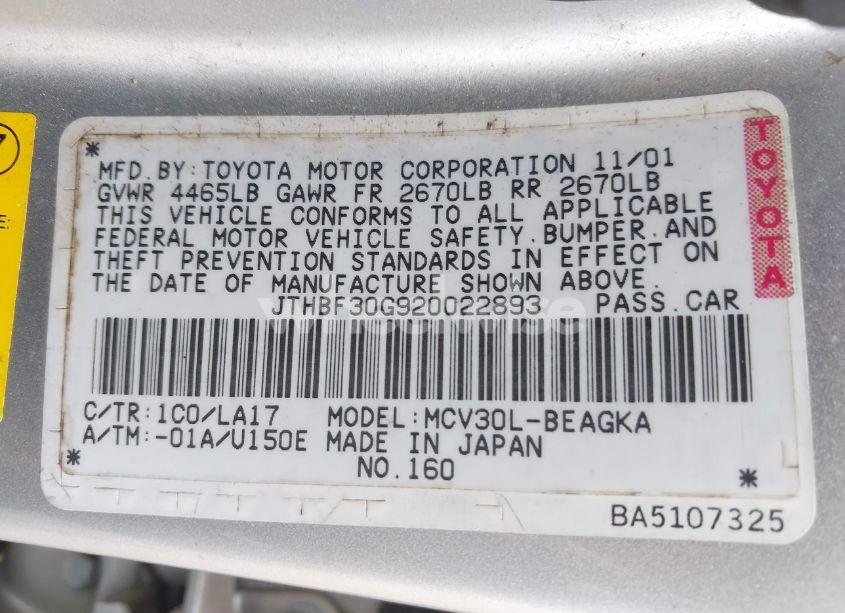 MFD.BY:TOYOTA MOTOR CORPORATION 11/01
GVWR 4465LB GAWR FR 2670LB RR 2670LB
THIS VEHICLE CONFORMS TO ALL APPLICABLE
FEDERAL MOTOR VEHICLE SAFETY,BUMPER,AND
THEFT PREVENTION STANDARDS IN EFFECT ON
THE DATE OF MANUFACTURE SHOWN ABOVE.
JTHBF30G920022893 PASS.CAR
C/TR:1C0/LA17 MODEL:MCV30L-BEAGKA
A/TM:-01A/U150E MADE IN JAPAN
NO.160
BA5107325
TOYOTA
E: